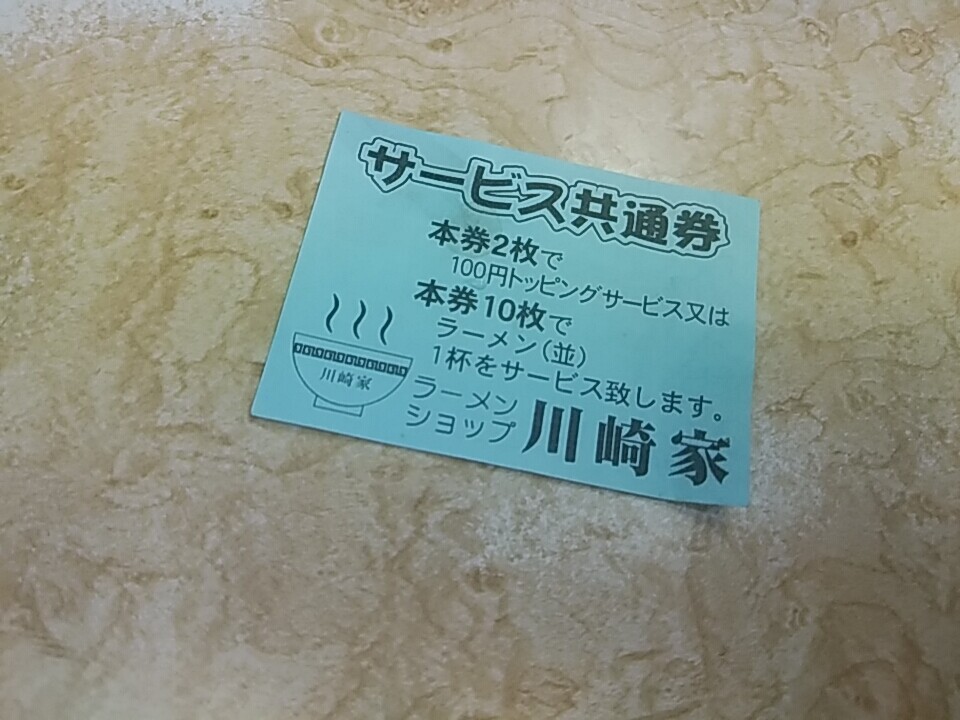 サービス共通券
本券2枚で
100円トッピングサービス又は
本券10枚で
ラーメン(並)
1杯をサービス致します。
川崎家
ラーメン
ショップ
川崎家